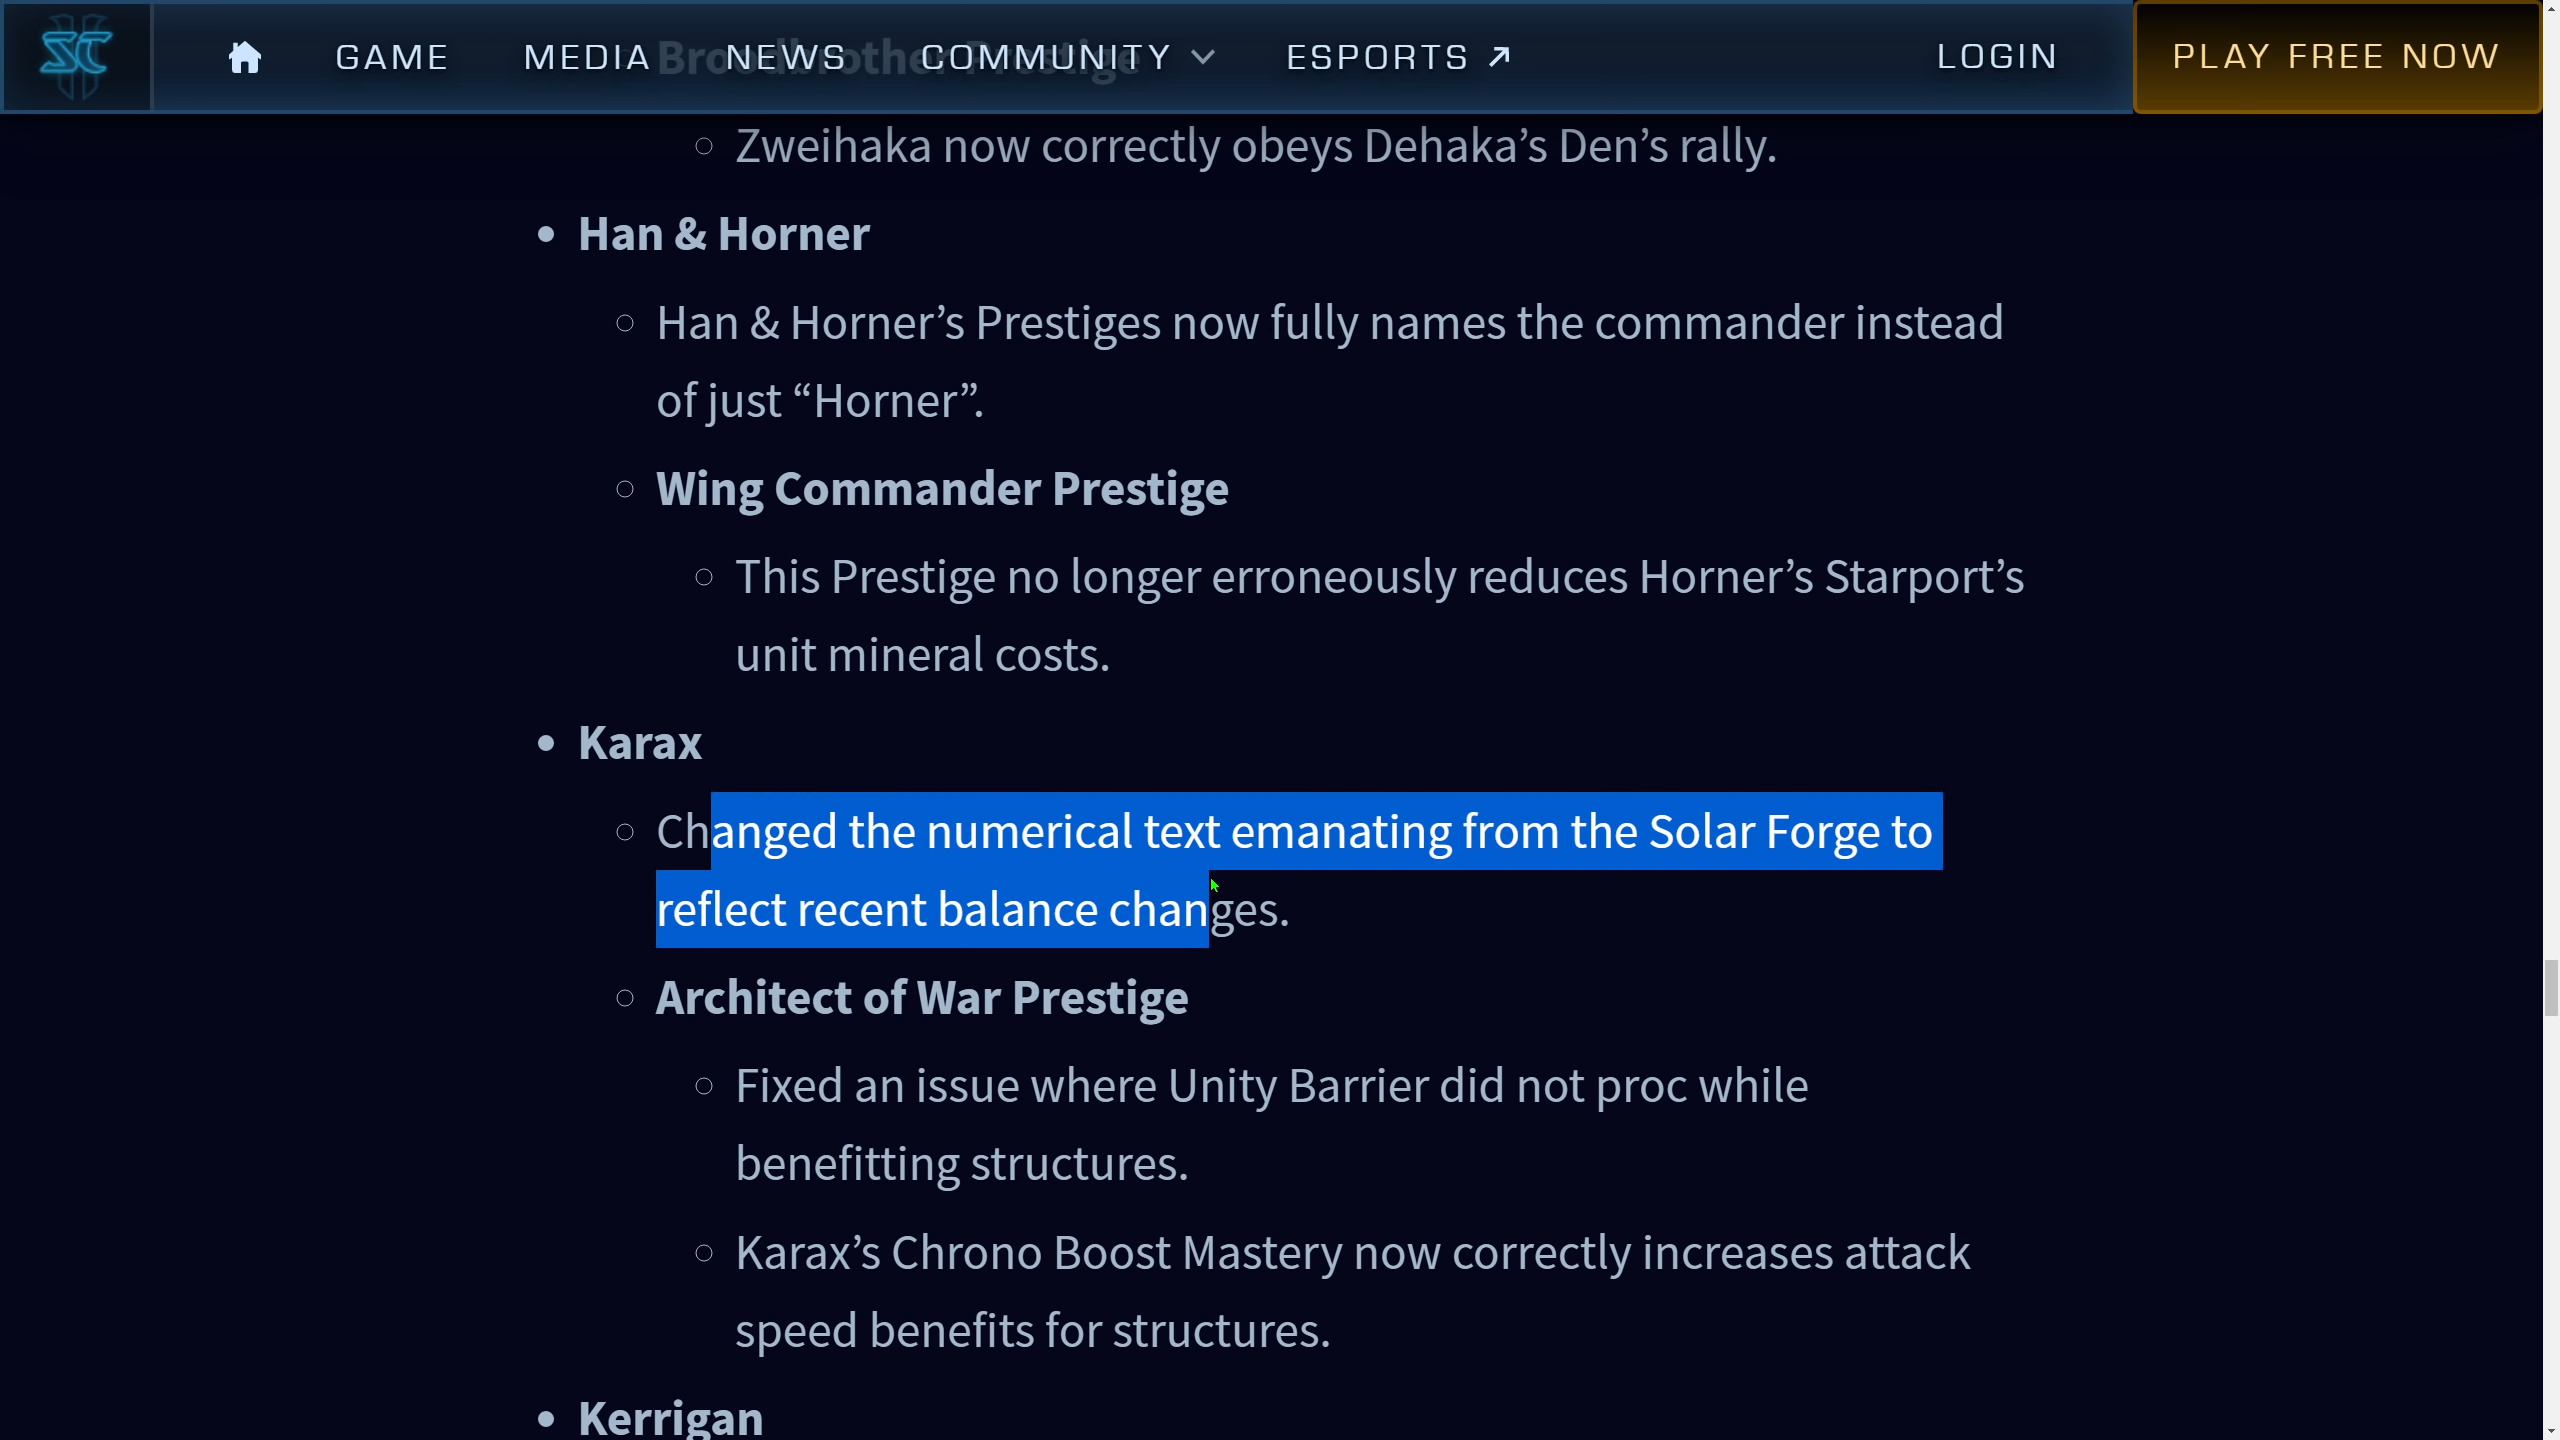 SC
GAME MEDIA NEWS COMMUNITY ESPORTS LOGIN PLAY FREE NOW
Broodbrother Prestige
Zweihaka now correctly obeys Dehaka’s Den’s rally.
Han & Horner
Han & Horner’s Prestiges now fully names the commander instead
of just “Horner”.
Wing Commander Prestige
This Prestige no longer erroneously reduces Horner’s Starport’s
unit mineral costs.
Karax
Changed the numerical text emanating from the Solar Forge to
reflect recent balance changes.
Architect of War Prestige
Fixed an issue where Unity Barrier did not proc while
benefitting structures.
Karax’s Chrono Boost Mastery now correctly increases attack
speed benefits for structures.
Kerrigan